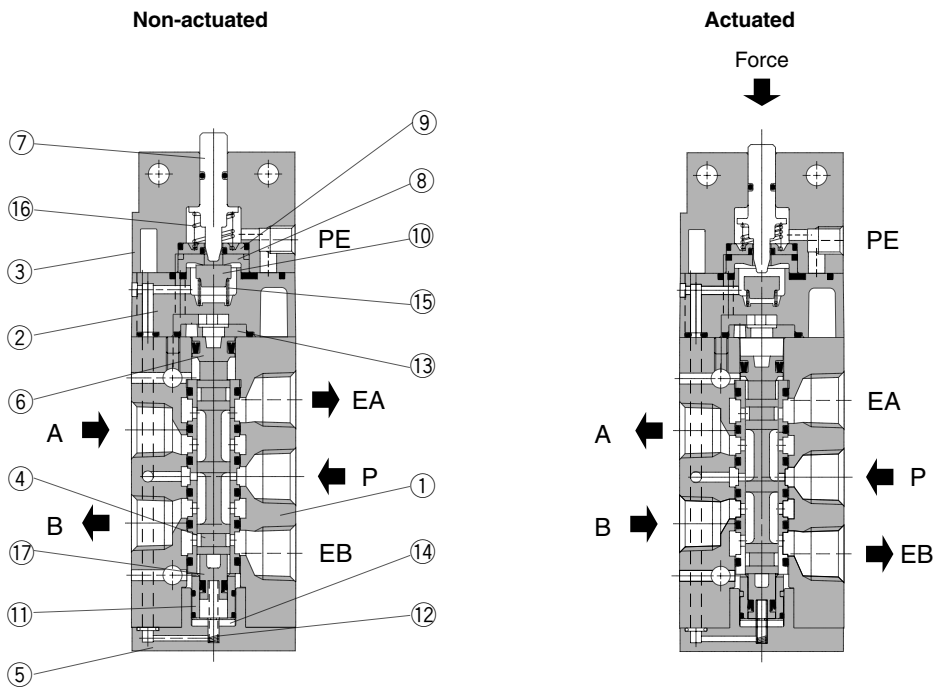 Non-actuated
Actuated
Force
⑦
⑨
⑧
⑯
PE
PE
⑩
③
⑮
②
⑬
⑥
EA
EA
A
A
P
P
①
B
B
④
EB
EB
⑰
⑭
⑪
⑫
⑤